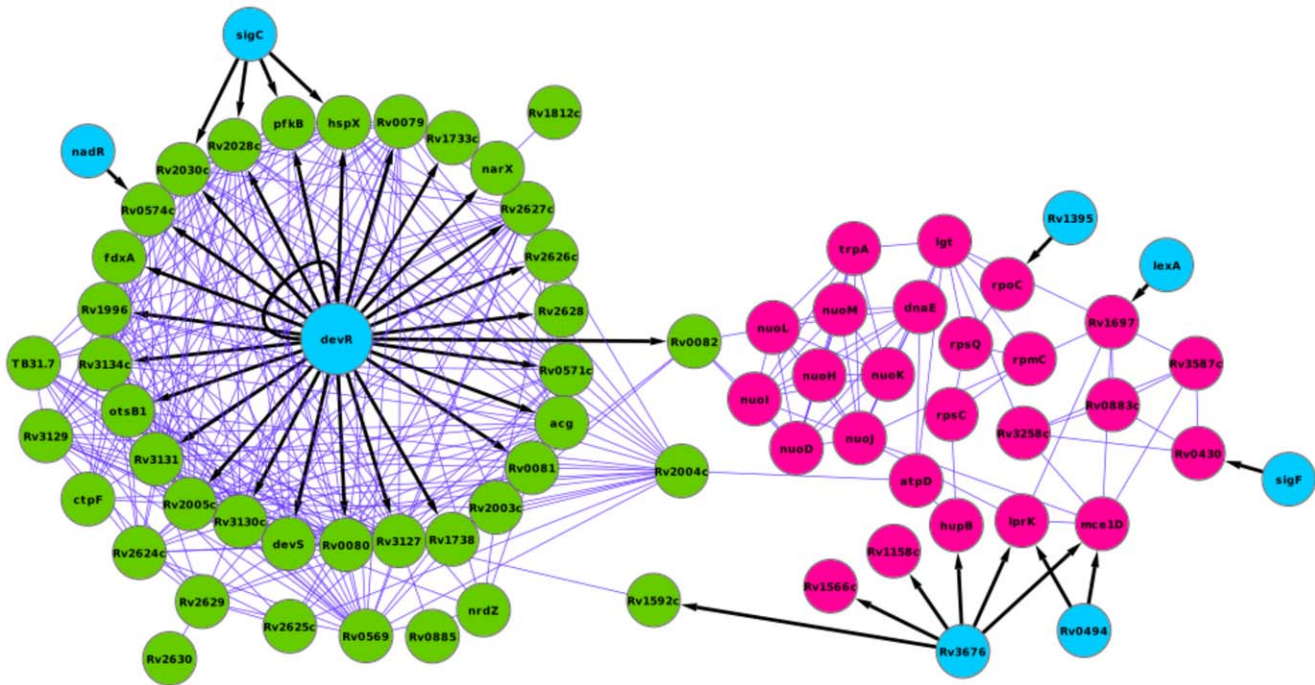 sigC
nadR
pfkB
hspX
Rv0079
Rv1733c
Rv1812c
Rv2028c
Rv2030c
narX
Rv0574c
Rv2627c
fdxA
Rv2626c
Rv1996
Rv2628
devR
Rv0082
TB31.7
Rv3134c
Rv0571c
otsB1
acg
Rv3129
Rv3131
Rv0081
Rv2004c
ctpF
Rv2005c
Rv2003c
Rv3130c
devS
Rv0080
Rv3127
Rv1738
Rv2624c
Rv2629
Rv2625c
Rv0569
Rv0885
nrdZ
Rv1592c
Rv2630
trpA
lgt
Rv1395
rpoC
lexA
nuoL
nuoM
dnaE
Rv1697
rpsQ
rpmC
Rv3587c
nuoI
nuoH
nuoK
rpsC
Rv0883c
nuoD
nuoJ
Rv3258c
Rv0430
atpD
sigF
hupB
lprK
mce1D
Rv1158c
Rv1566c
Rv3676
Rv0494